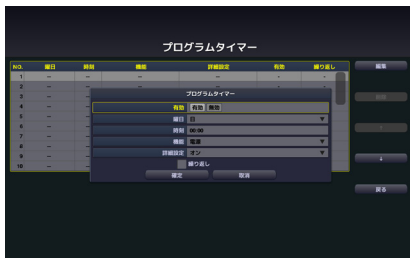 プログラムタイマー
NO. 曜日 時刻 機能 詳細設定 有効 繰り返し 編集
1 – – – – - -
2 – –
3 – – 削除
4 – –
5 – – ↑
6 – –
7 – –
8 – – ↓
9 – –
10 – –
戻る
プログラムタイマー
有効 有効 無効
曜日 日 ▼
時刻 00:00
機能 電源 ▼
詳細設定 オン ▼
繰り返し
確定 取消